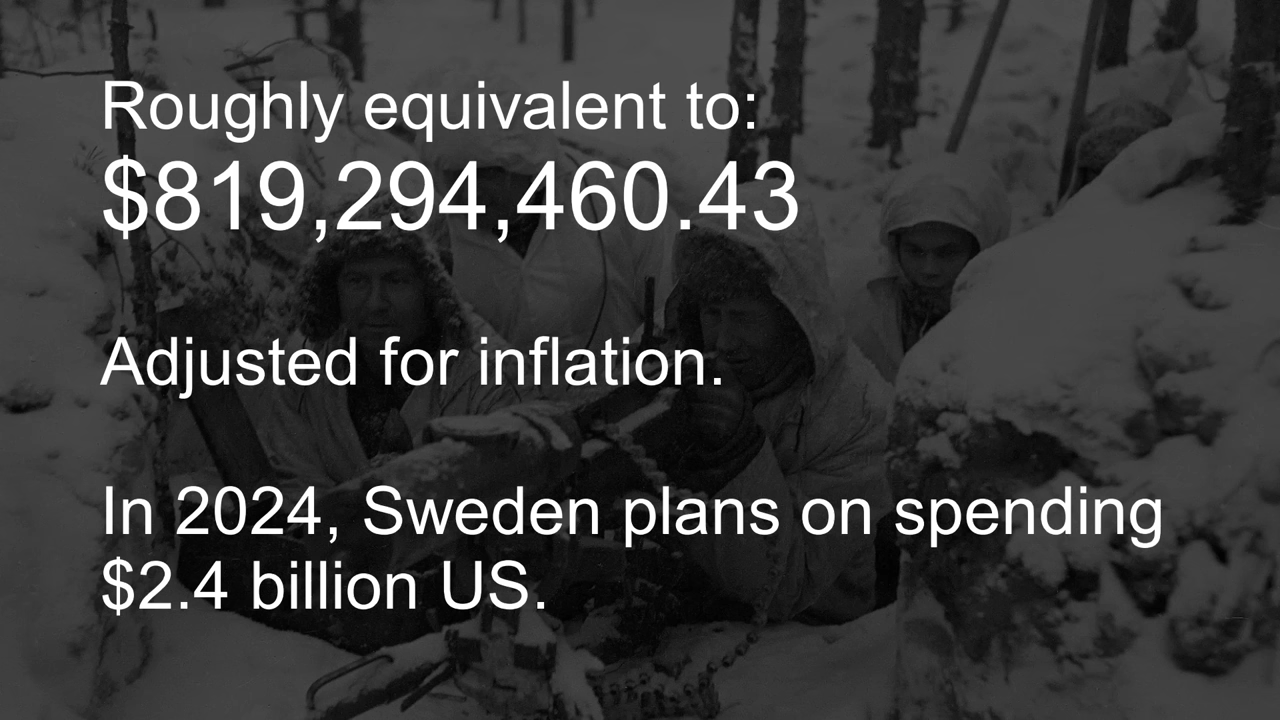 Roughly equivalent to:
$819,294,460.43
Adjusted for inflation.
In 2024, Sweden plans on spending
$2.4 billion US.